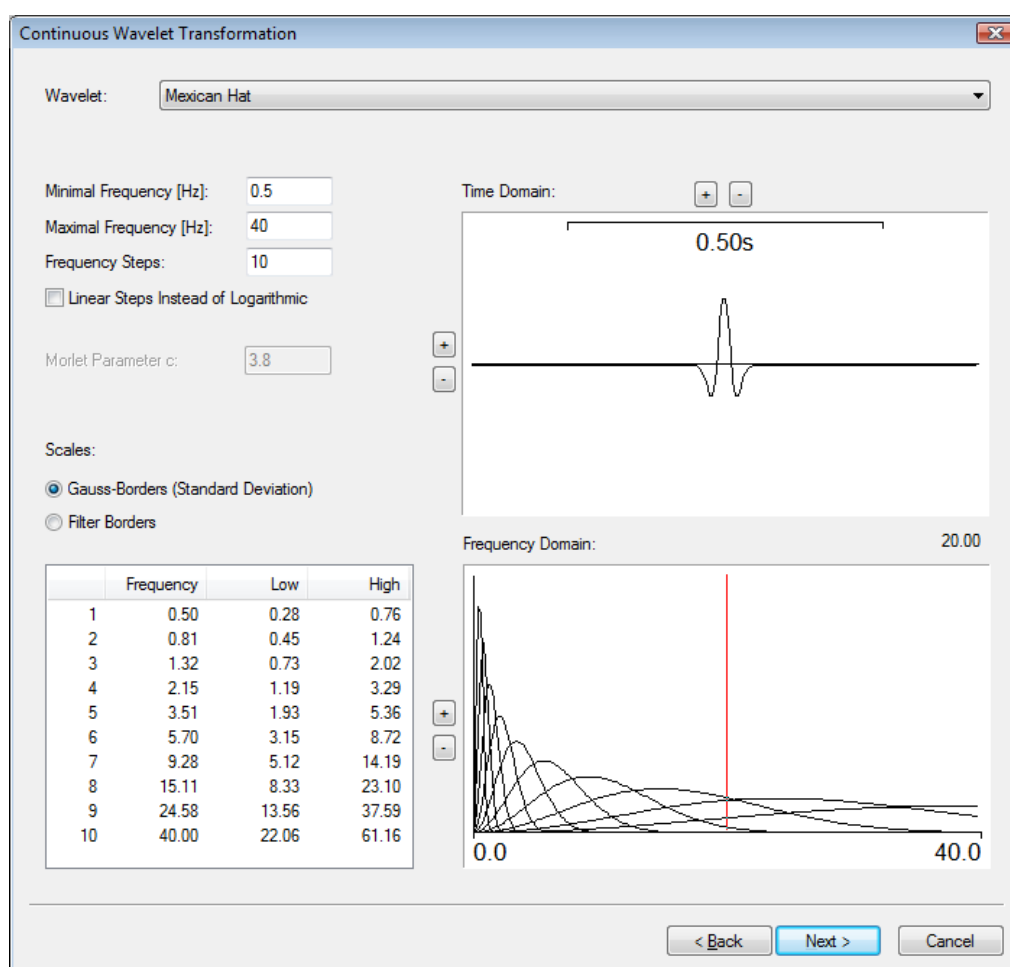 Continuous Wavelet Transformation
Wavelet: Mexican Hat
Minimal Frequency [Hz]: 0.5
Maximal Frequency [Hz]: 40
Frequency Steps: 10
Linear Steps Instead of Logarithmic
Morlet Parameter c: 3.8
Time Domain: + -
0.50s
+
-
Scales:
Gauss-Borders (Standard Deviation)
Filter Borders
Frequency Low High
1 0.50 0.28 0.76
2 0.81 0.45 1.24
3 1.32 0.73 2.02
4 2.15 1.19 3.29
5 3.51 1.93 5.36
6 5.70 3.15 8.72
7 9.28 5.12 14.19
8 15.11 8.33 23.10
9 24.58 13.56 37.59
10 40.00 22.06 61.16
Frequency Domain: 20.00
+
-
0.0 40.0
< Back Next > Cancel